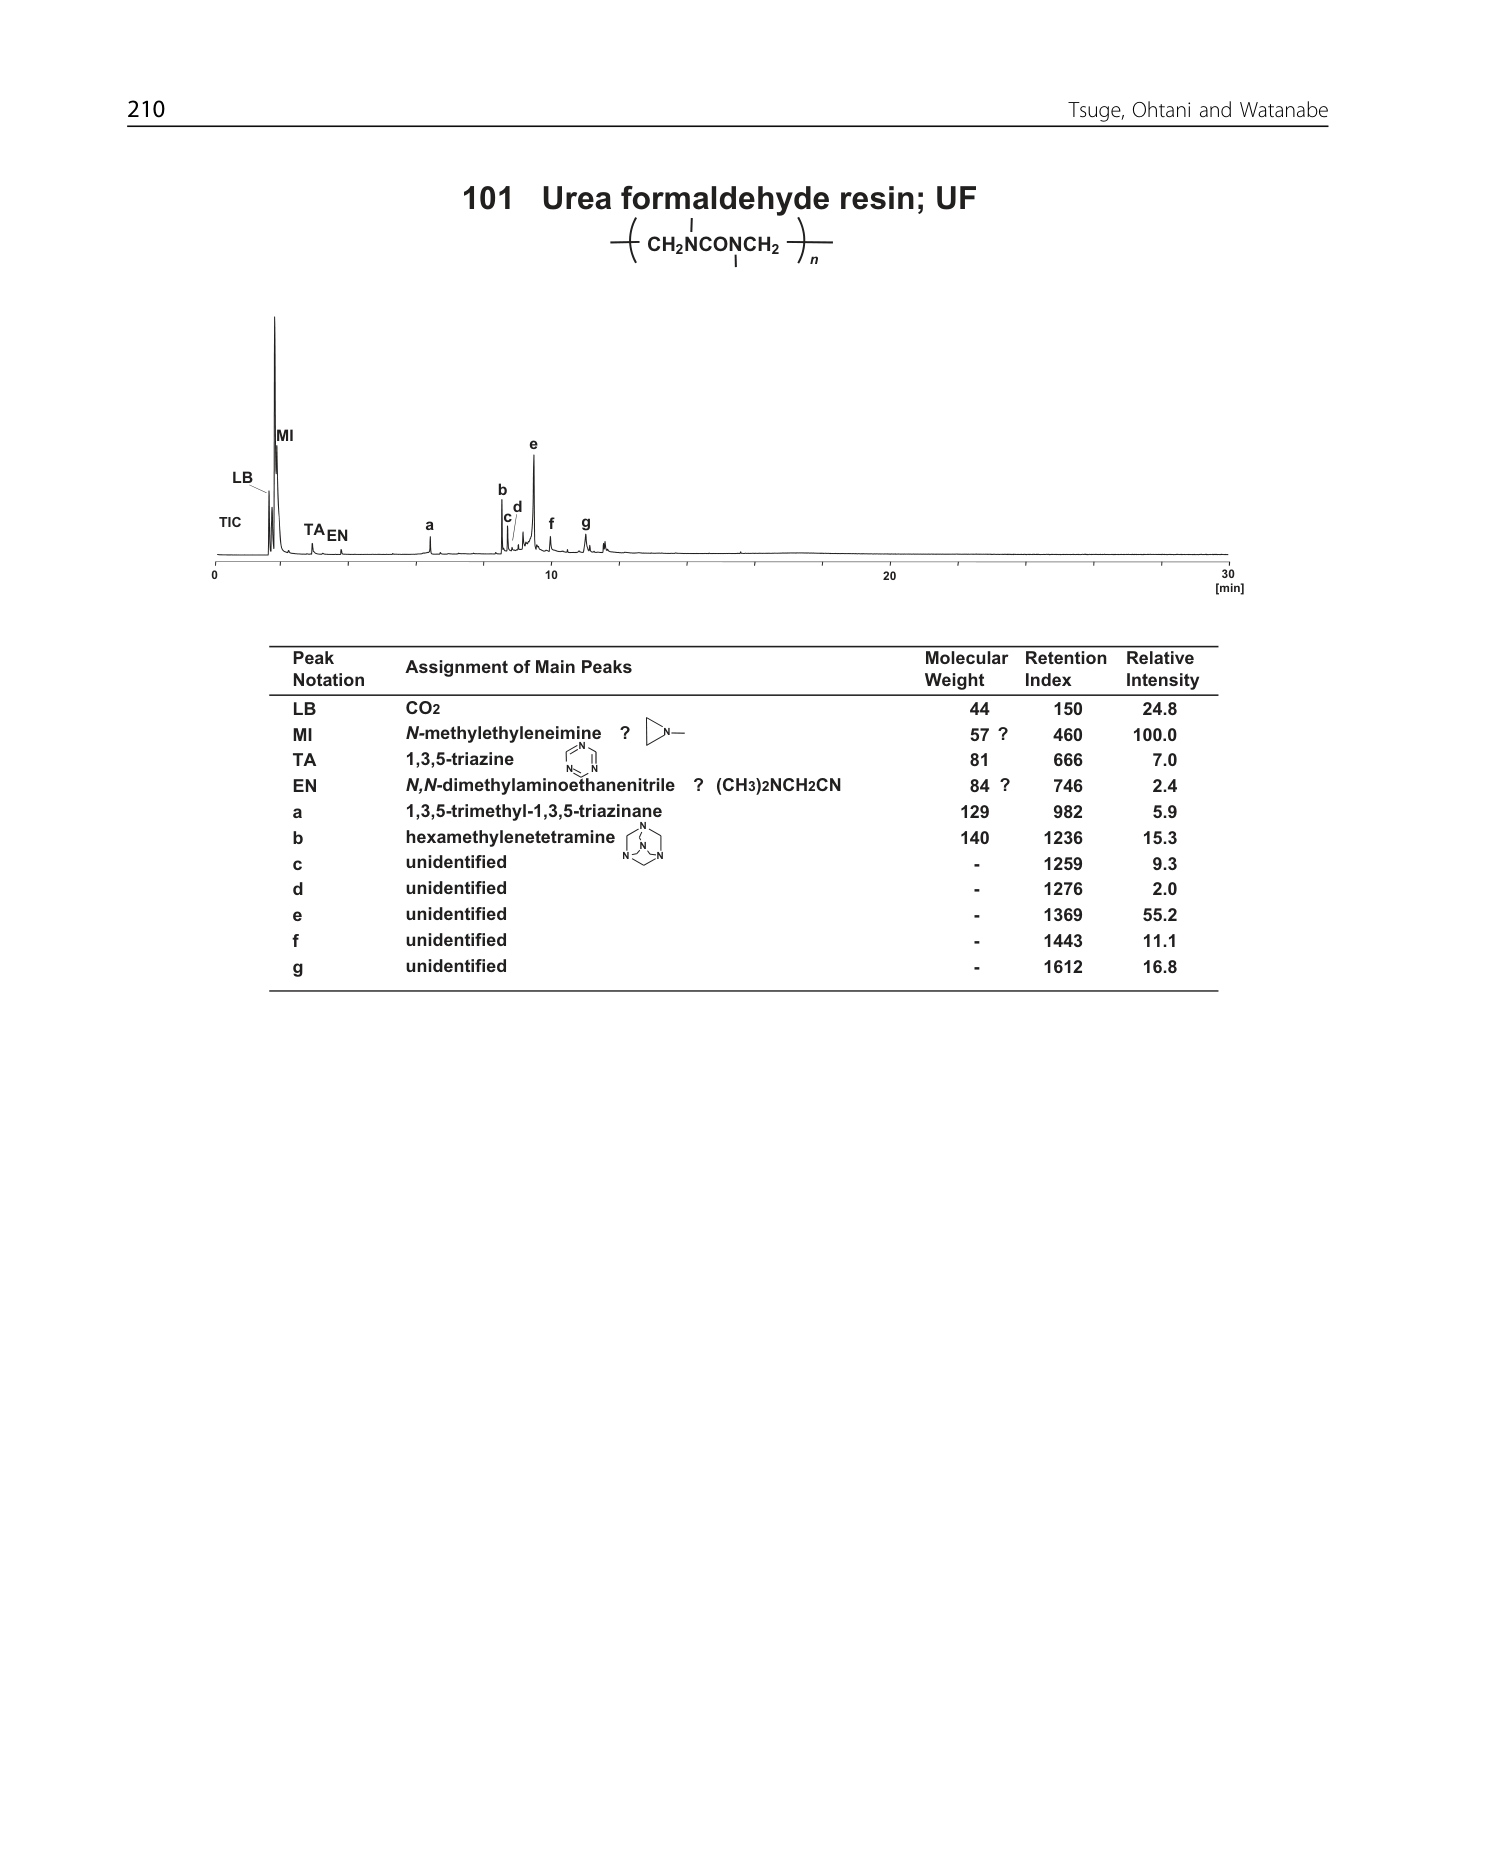 210 Tsuge, Ohtani and Watanabe
101 Urea formaldehyde resin; UF
CH2NCONCH2 n
MI
e
LB
b
d
c
TIC
TA EN
a
f
g
0 10 20 30
[min]
Peak Notation Assignment of Main Peaks Molecular Weight Retention Index Relative Intensity
LB CO2 44 150 24.8
MI N-methylethyleneimine ? N 57 ? 460 100.0
TA 1,3,5-triazine N N N 81 666 7.0
EN N,N-dimethylaminoethanenitrile ? (CH3)2NCH2CN 84 ? 746 2.4
a 1,3,5-trimethyl-1,3,5-triazinane 129 982 5.9
b hexamethylenetetramine N N N N 140 1236 15.3
c unidentified - 1259 9.3
d unidentified - 1276 2.0
e unidentified - 1369 55.2
f unidentified - 1443 11.1
g unidentified - 1612 16.8